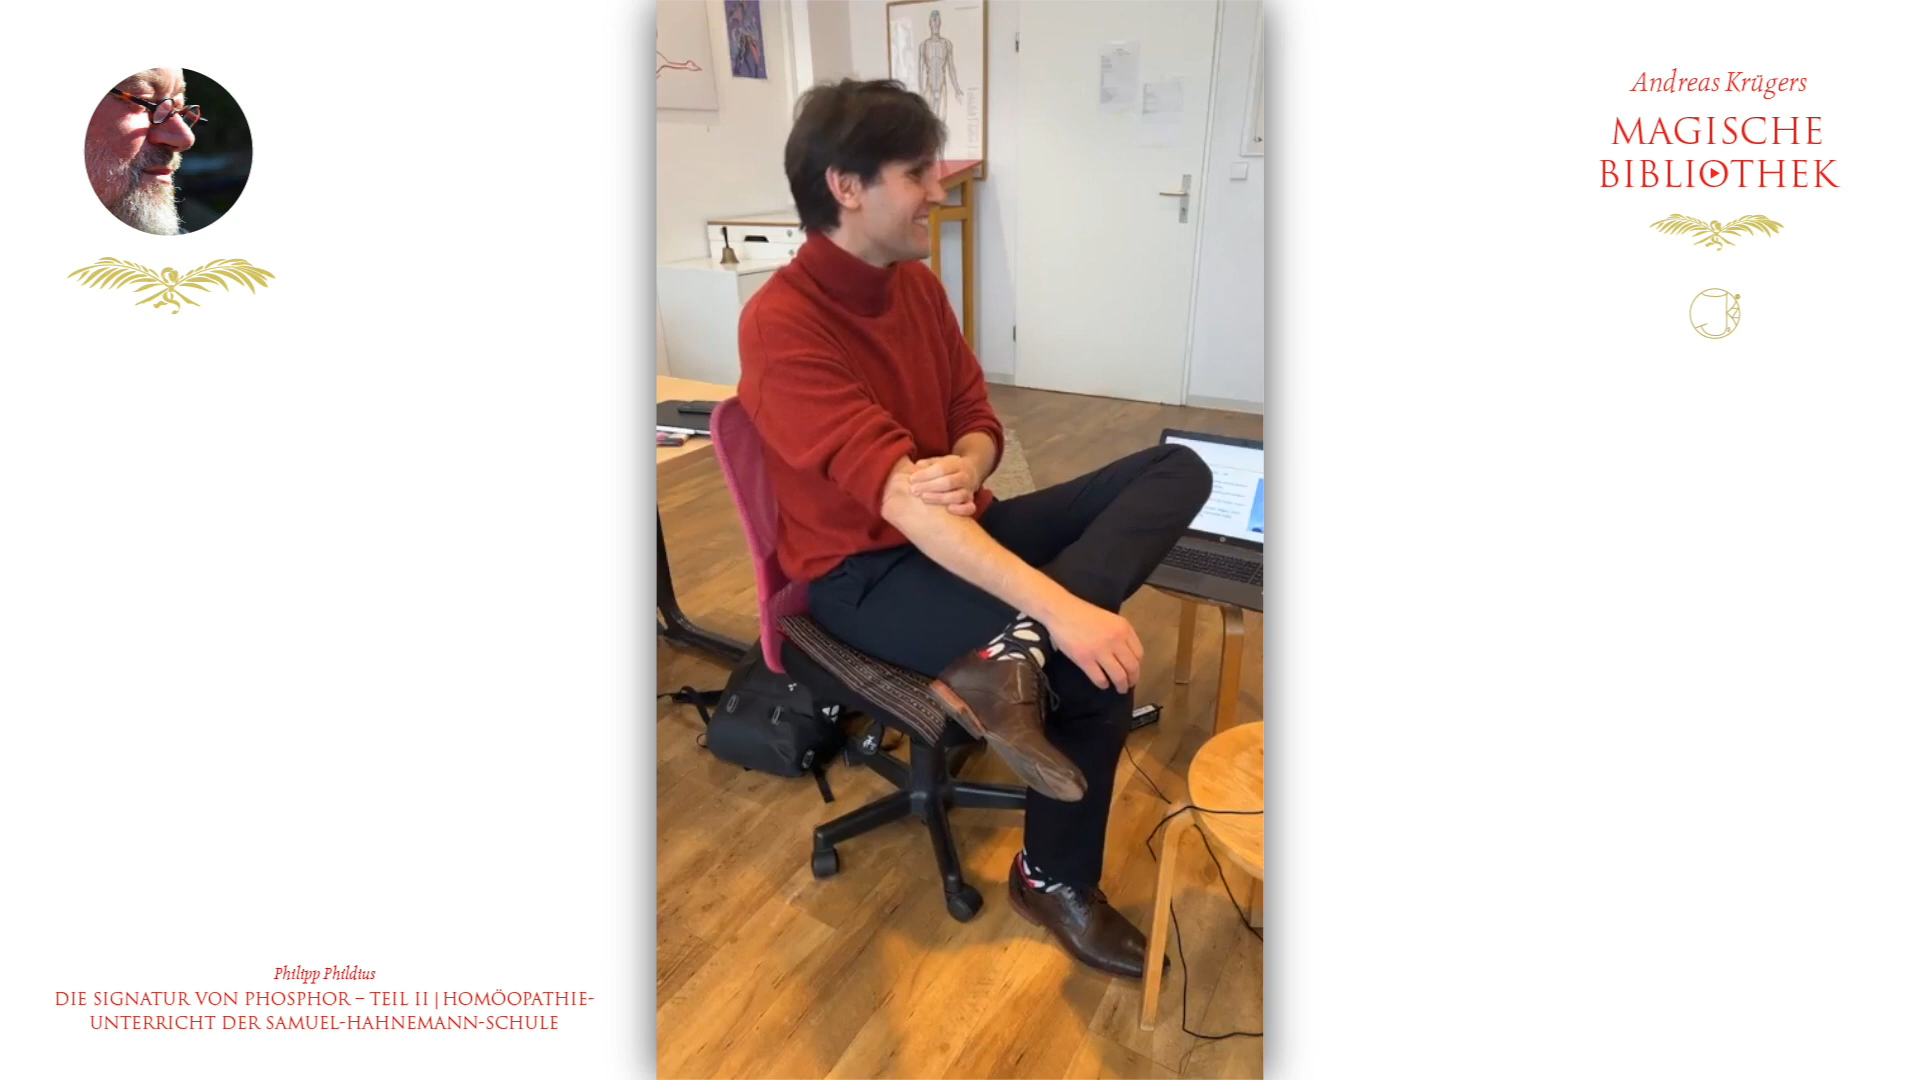 Andreas Krügers
MAGISCHE
BIBLIOTHEK
Philipp Phildius
DIE SIGNATUR VON PHOSPHOR – TEIL II | HOMÖOPATHIE-
UNTERRICHT DER SAMUEL-HAHNEMANN-SCHULE